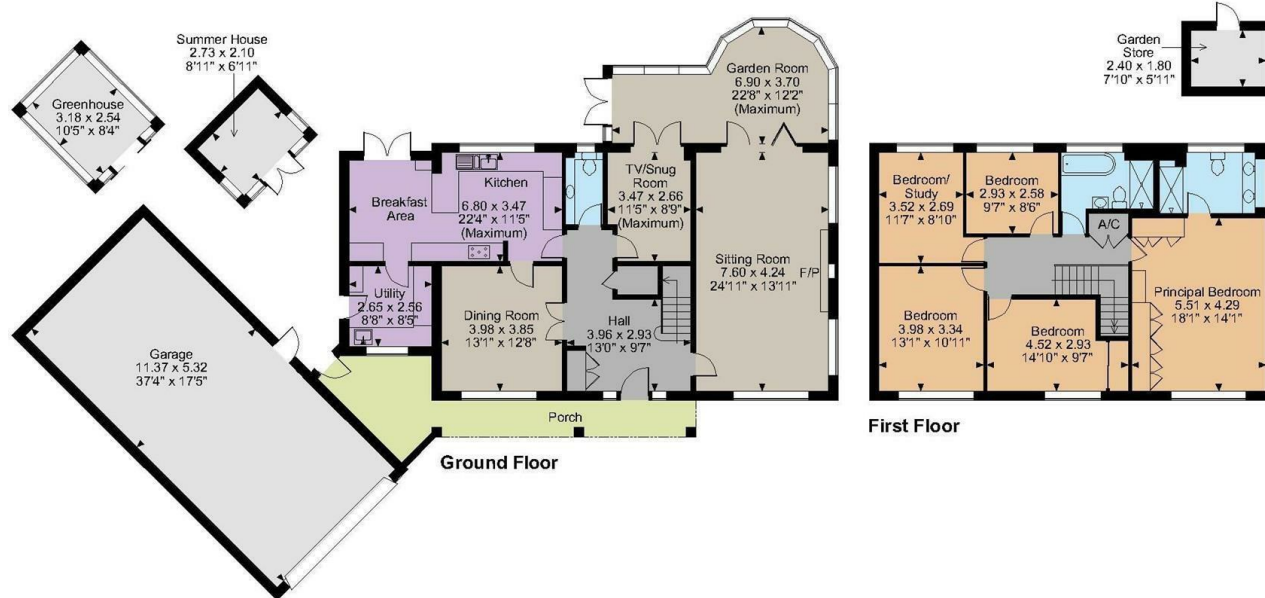 Summer House
2.73 x 2.10
8'11" x 6'11"
Greenhouse
3.18 x 2.54
10'5" x 8'4"
Garden Room
6.90 x 3.70
22'8" x 12'2"
(Maximum)
Garden
Store
2.40 x 1.80
7'10" x 5'11"
Kitchen
6.80 x 3.47
22'4" x 11'5"
(Maximum)
Breakfast
Area
TV/Snug
Room
3.47 x 2.66
11'5" x 8'9"
(Maximum)
Sitting Room
7.60 x 4.24
24'11" x 13'11"
F/P
Utility
2.65 x 2.56
8'8" x 8'5"
Dining Room
3.98 x 3.85
13'1" x 12'8"
Hall
3.96 x 2.93
13'0" x 9'7"
Garage
11.37 x 5.32
37'4" x 17'5"
Porch
Ground Floor
Bedroom/
Study
3.52 x 2.69
11'7" x 8'10"
Bedroom
2.93 x 2.58
9'7" x 8'6"
A/C
Principal Bedroom
5.51 x 4.29
18'1" x 14'1"
Bedroom
3.98 x 3.34
13'1" x 10'11"
Bedroom
4.52 x 2.93
14'10" x 9'7"
First Floor